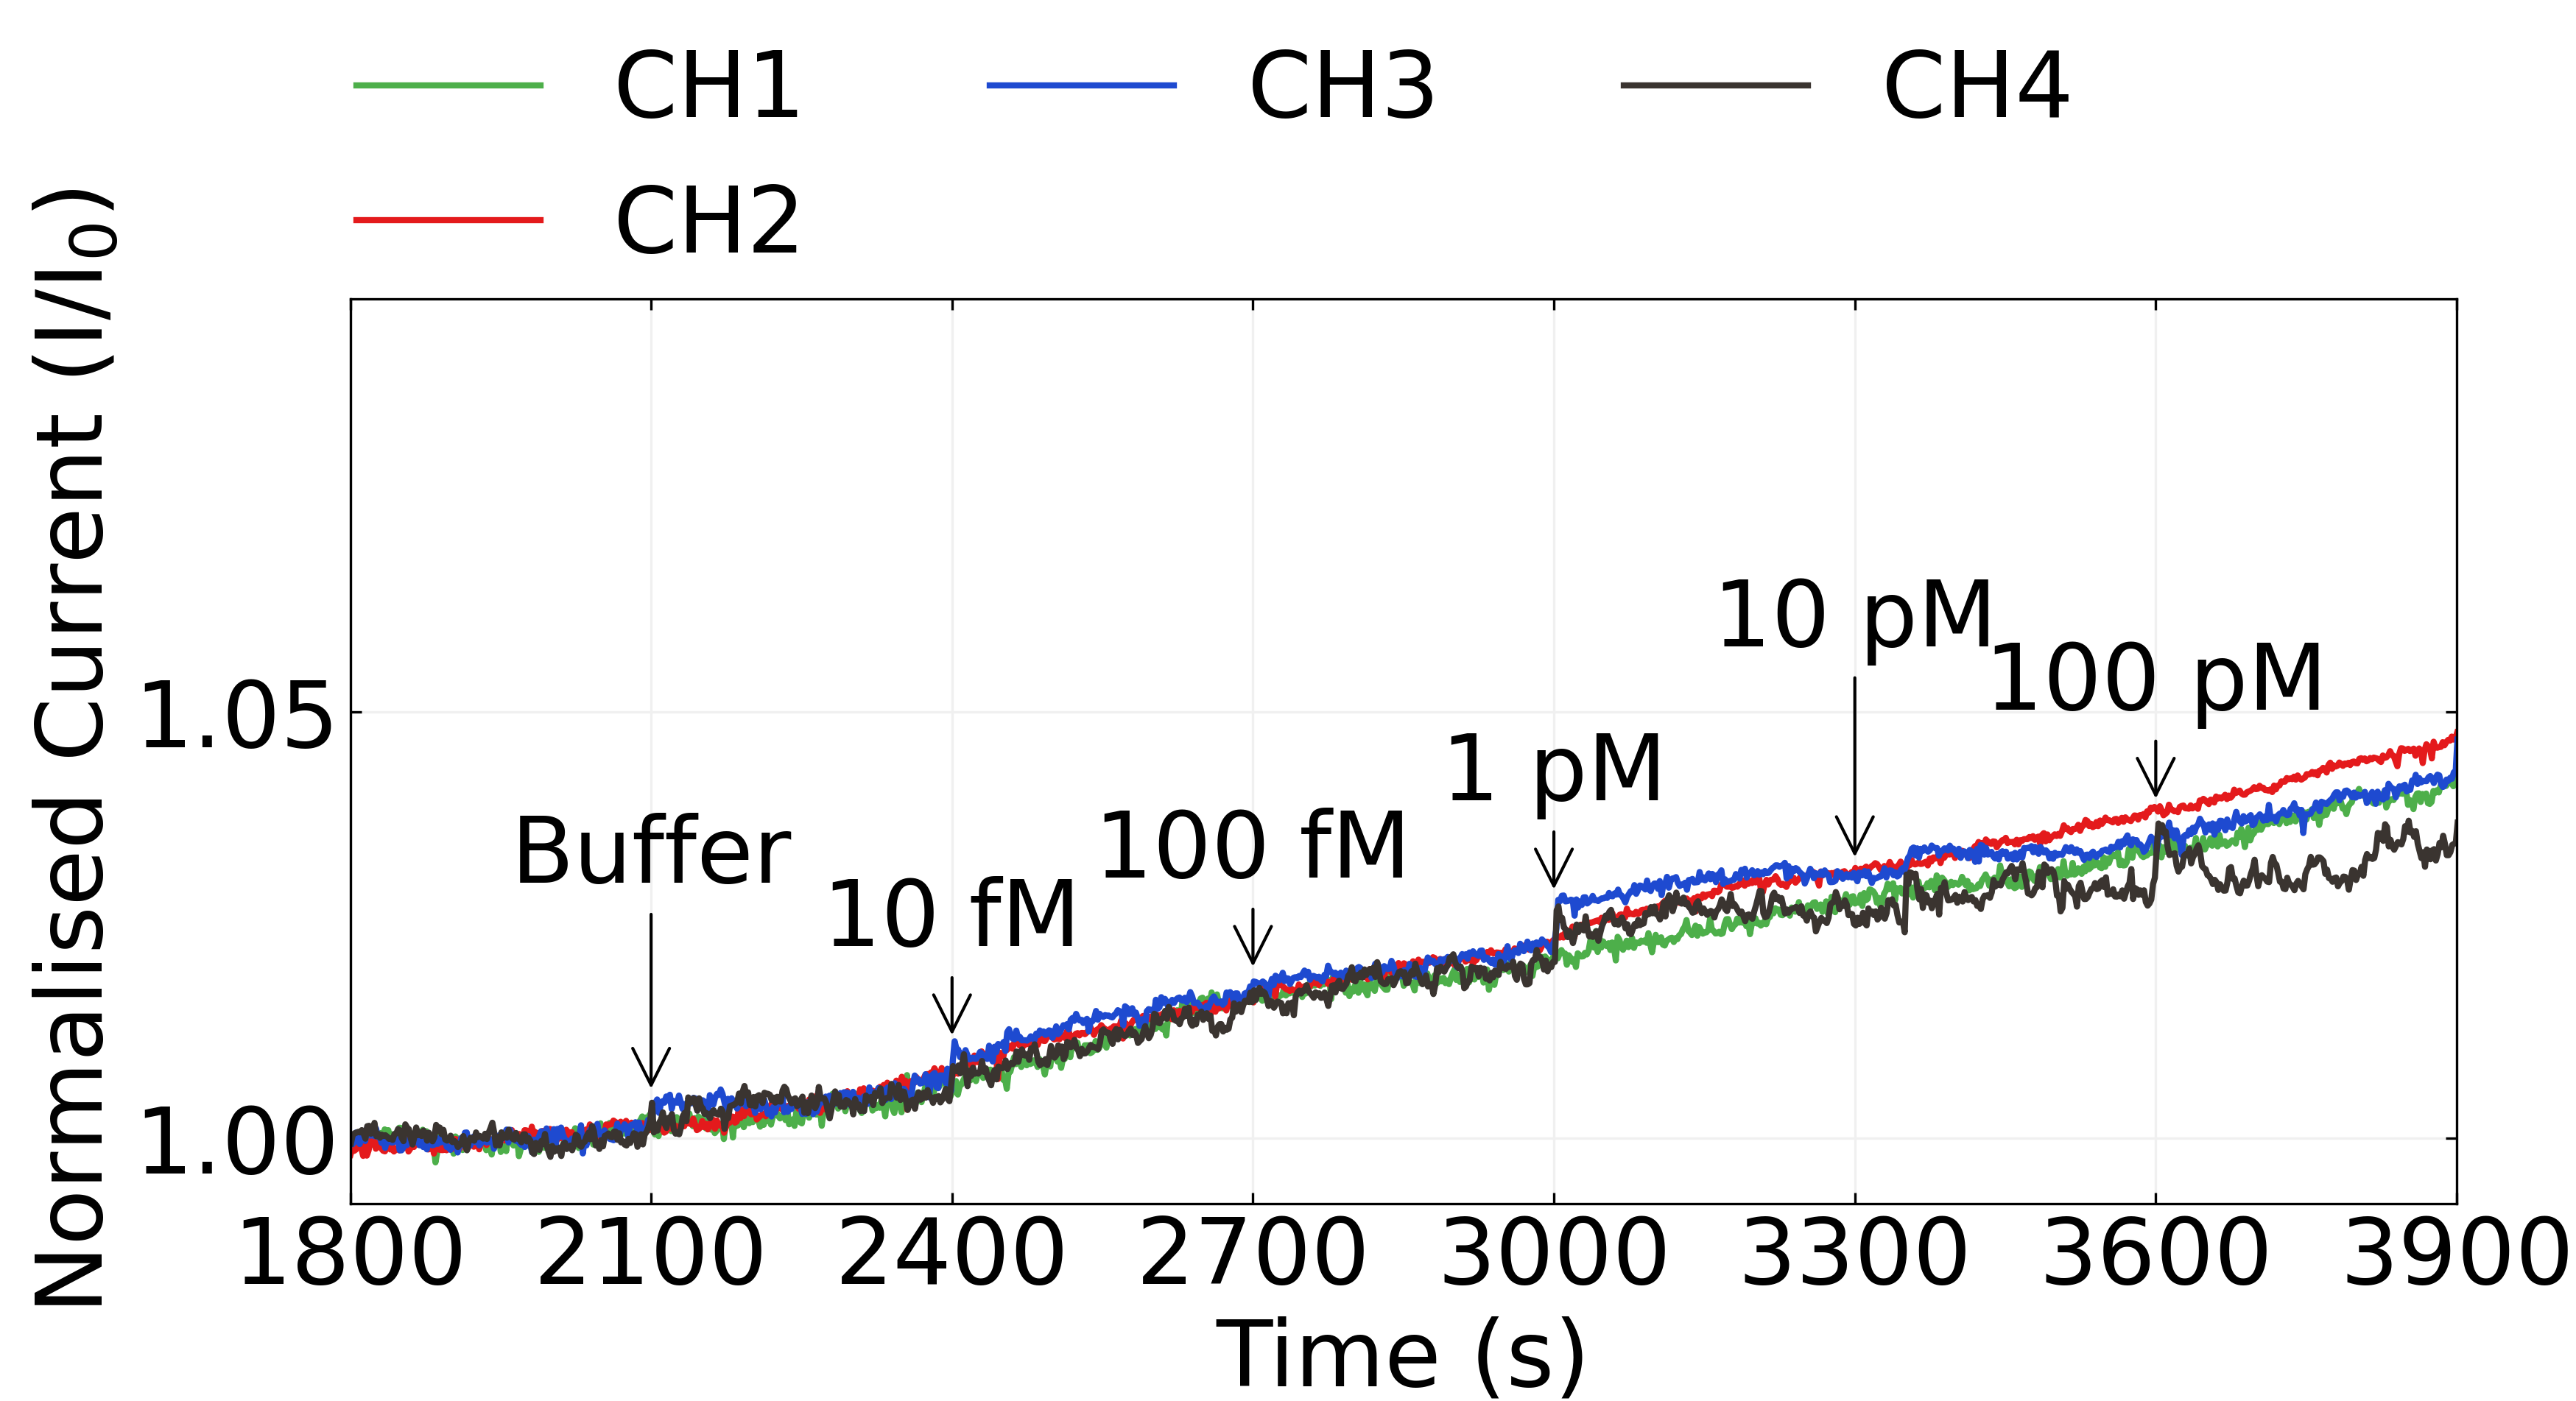 CH1 CH3 CH4
CH2
Normalised Current (I/I₀)
10 pM
100 pM
1.05
1 pM
Buffer
100 fM
10 fM
1.00
1800 2100 2400 2700 3000 3300 3600 3900
Time (s)